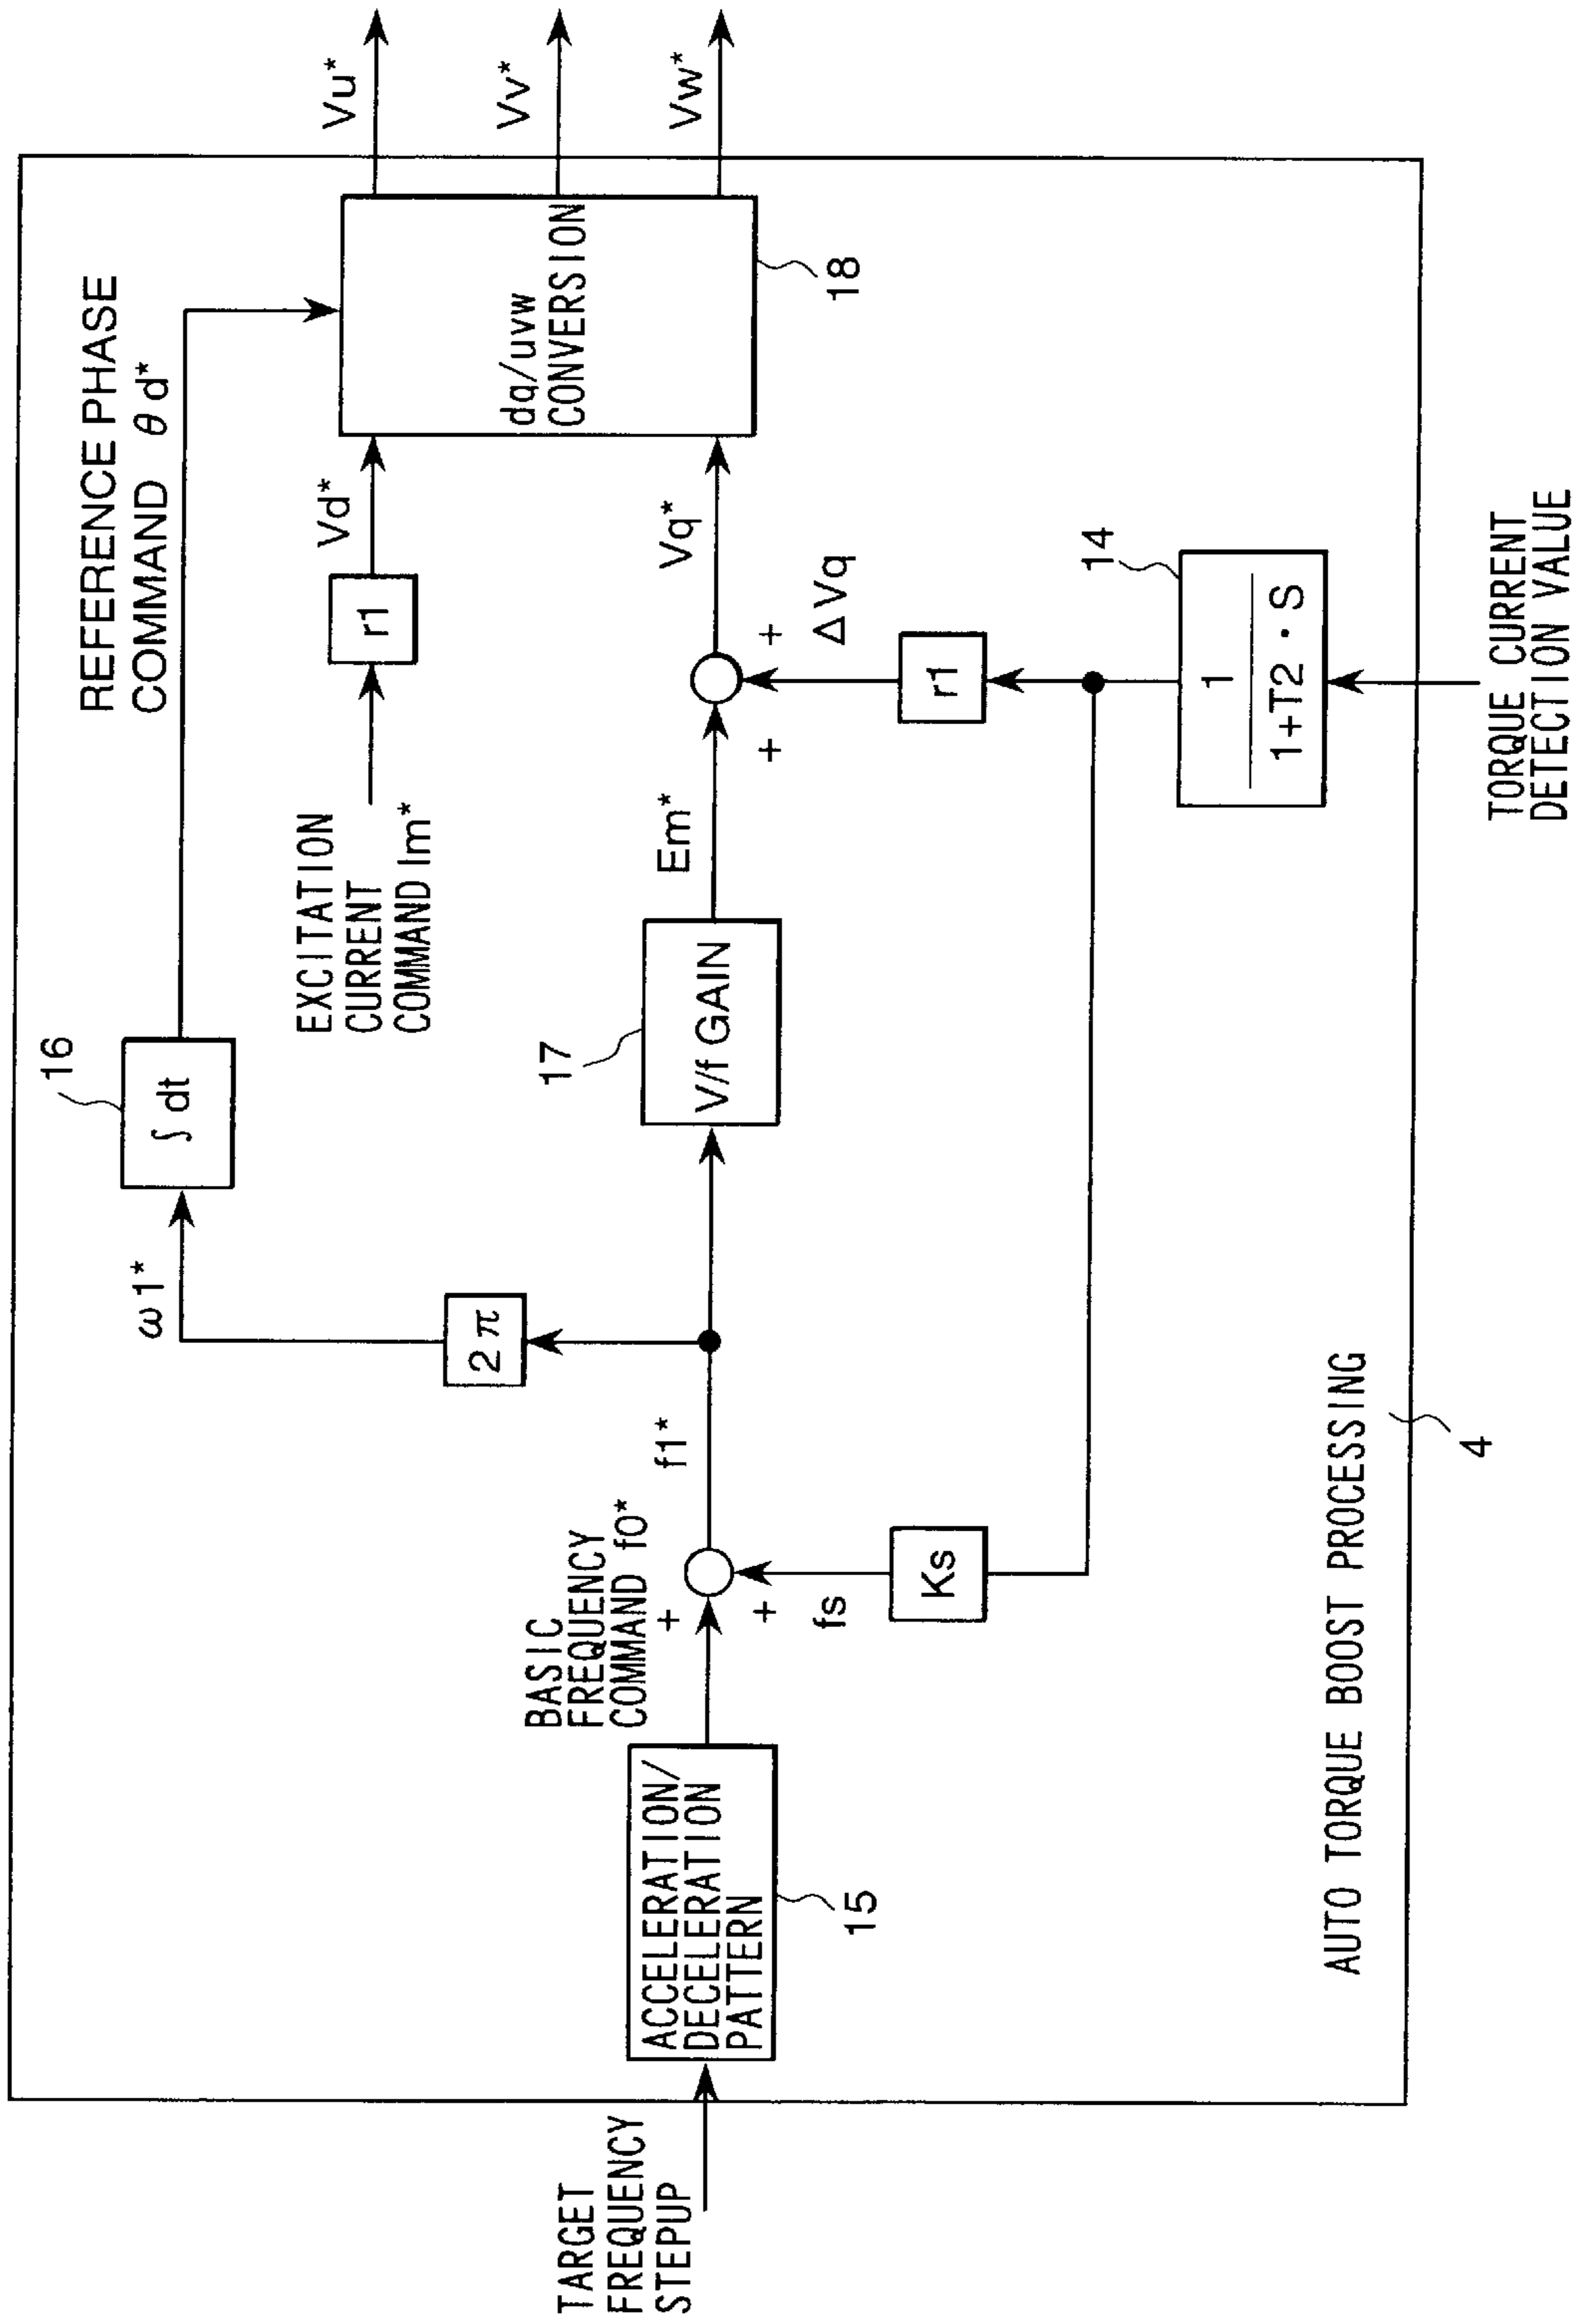 REFERENCE PHASE
COMMAND θd*
16
∫ dt
ω1*
2π
EXCITATION
CURRENT
COMMAND Im*
r1
Vd*
dq/uvw
CONVERSION
18
Vu*
Vv*
Vw*
TARGET
FREQUENCY
STEPUP
ACCELERATION/
DECELERATION
PATTERN
15
BASIC
FREQUENCY
COMMAND f0*
+
+
fs
Ks
f1*
17
V/f GAIN
Em*
+
+
Vq*
ΔVq
r1
14
1
1+T2・S
TORQUE CURRENT
DETECTION VALUE
AUTO TORQUE BOOST PROCESSING
4